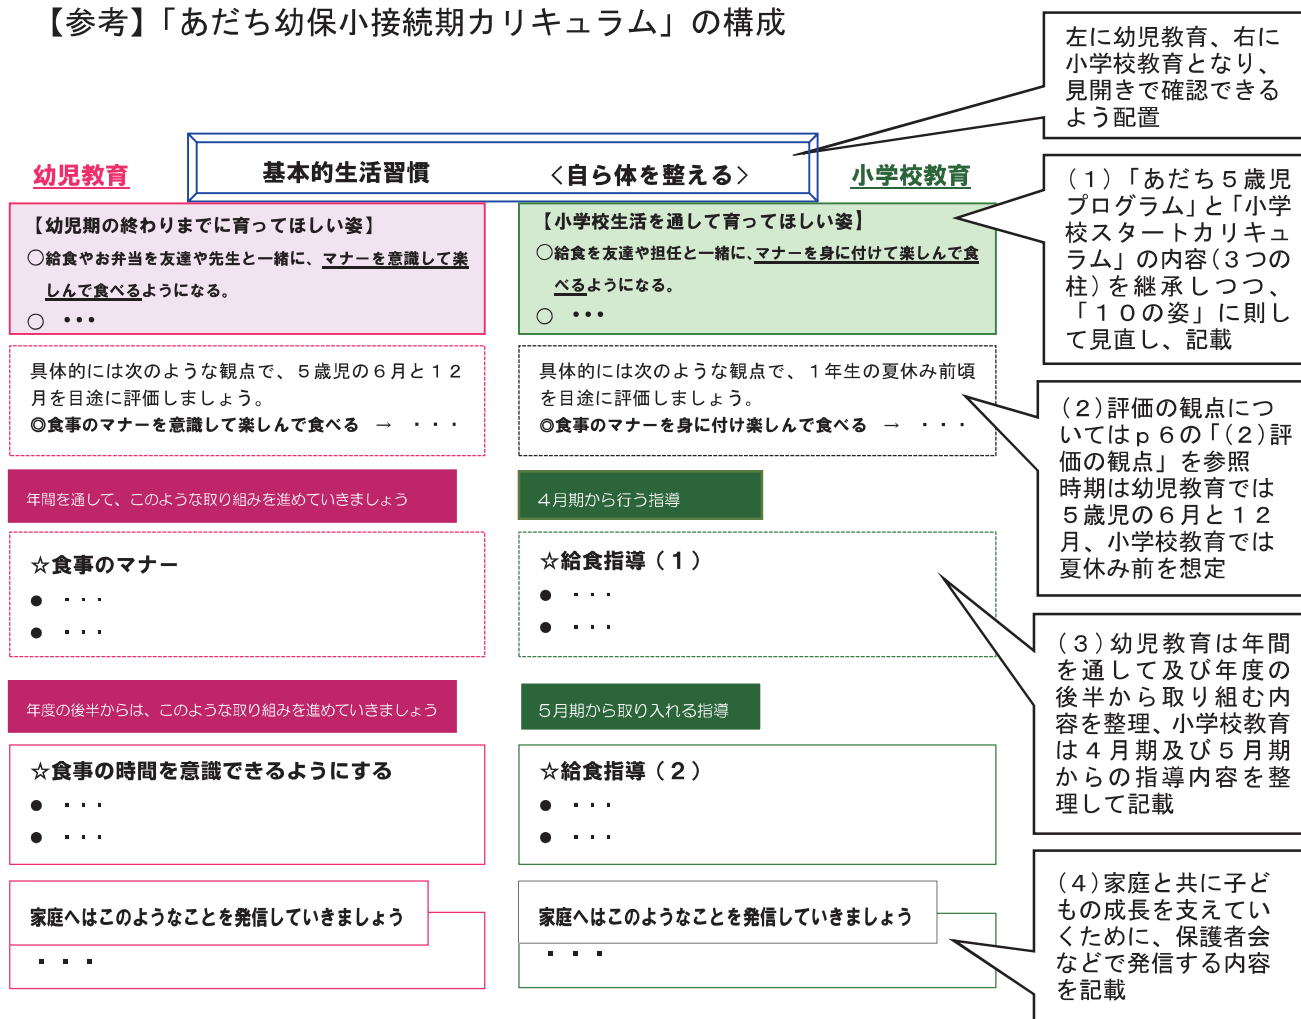 【参考】「あだち幼保小接続期カリキュラム」の構成
左に幼児教育、右に
小学校教育となり、
見開きで確認できる
よう配置
幼児教育
基本的生活習慣　　〈自ら体を整える〉
小学校教育
【幼児期の終わりまでに育ってほしい姿】
○給食やお弁当を友達や先生と一緒に、マナーを意識して楽
しんで食べるようになる。
○ ・・・
【小学校生活を通して育ってほしい姿】
○給食を友達や担任と一緒に、マナーを身に付けて楽しんで食
べるようになる。
○ ・・・
（１）「あだち５歳児
プログラム」と「小学
校スタートカリキュ
ラム」の内容（３つの
柱）を継承しつつ、
「１０の姿」に則し
て見直し、記載
具体的には次のような観点で、５歳児の６月と１２
月を目途に評価しましょう。
◎食事のマナーを意識して楽しんで食べる　→　・・・
具体的には次のような観点で、１年生の夏休み前頃
を目途に評価しましょう。
◎食事のマナーを身に付け楽しんで食べる　→　・・・
（２）評価の観点につ
いてはｐ６の「（２）評
価の観点」を参照
時期は幼児教育では
５歳児の６月と１２
月、小学校教育では
夏休み前を想定
年間を通して、このような取り組みを進めていきましょう
４月期から行う指導
☆食事のマナー
● ・・・
● ・・・
☆給食指導（１）
● ・・・
● ・・・
（３）幼児教育は年間
を通して及び年度の
後半から取り組む内
容を整理、小学校教育
は４月期及び５月期
からの指導内容を整
理して記載
年度の後半からは、このような取り組みを進めていきましょう
５月期から取り入れる指導
☆食事の時間を意識できるようにする
● ・・・
● ・・・
☆給食指導（２）
● ・・・
● ・・・
家庭へはこのようなことを発信していきましょう
・・・
家庭へはこのようなことを発信していきましょう
・・・
（４）家庭と共に子ど
もの成長を支えてい
くために、保護者会
などで発信する内容
を記載